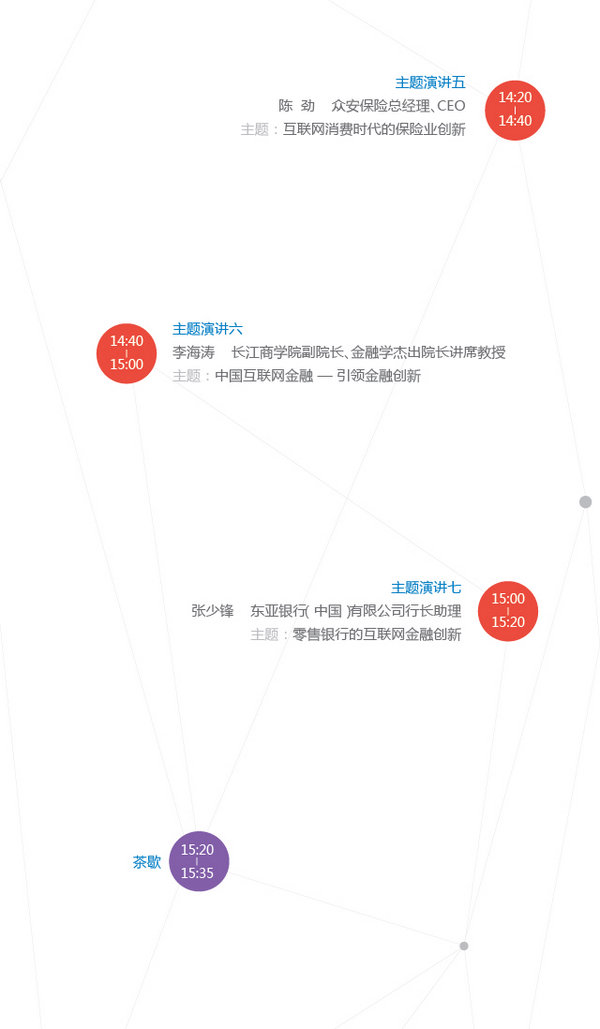 主题演讲五
陈 劲 众安保险总经理、CEO
主题：互联网消费时代的保险业创新
14:20
14:40
主题演讲六
李海涛 长江商学院副院长、金融学杰出院长讲席教授
主题：中国互联网金融 — 引领金融创新
14:40
15:00
主题演讲七
张少锋 东亚银行( 中国 )有限公司行长助理
主题：零售银行的互联网金融创新
15:00
15:20
茶歇
15:20
15:35